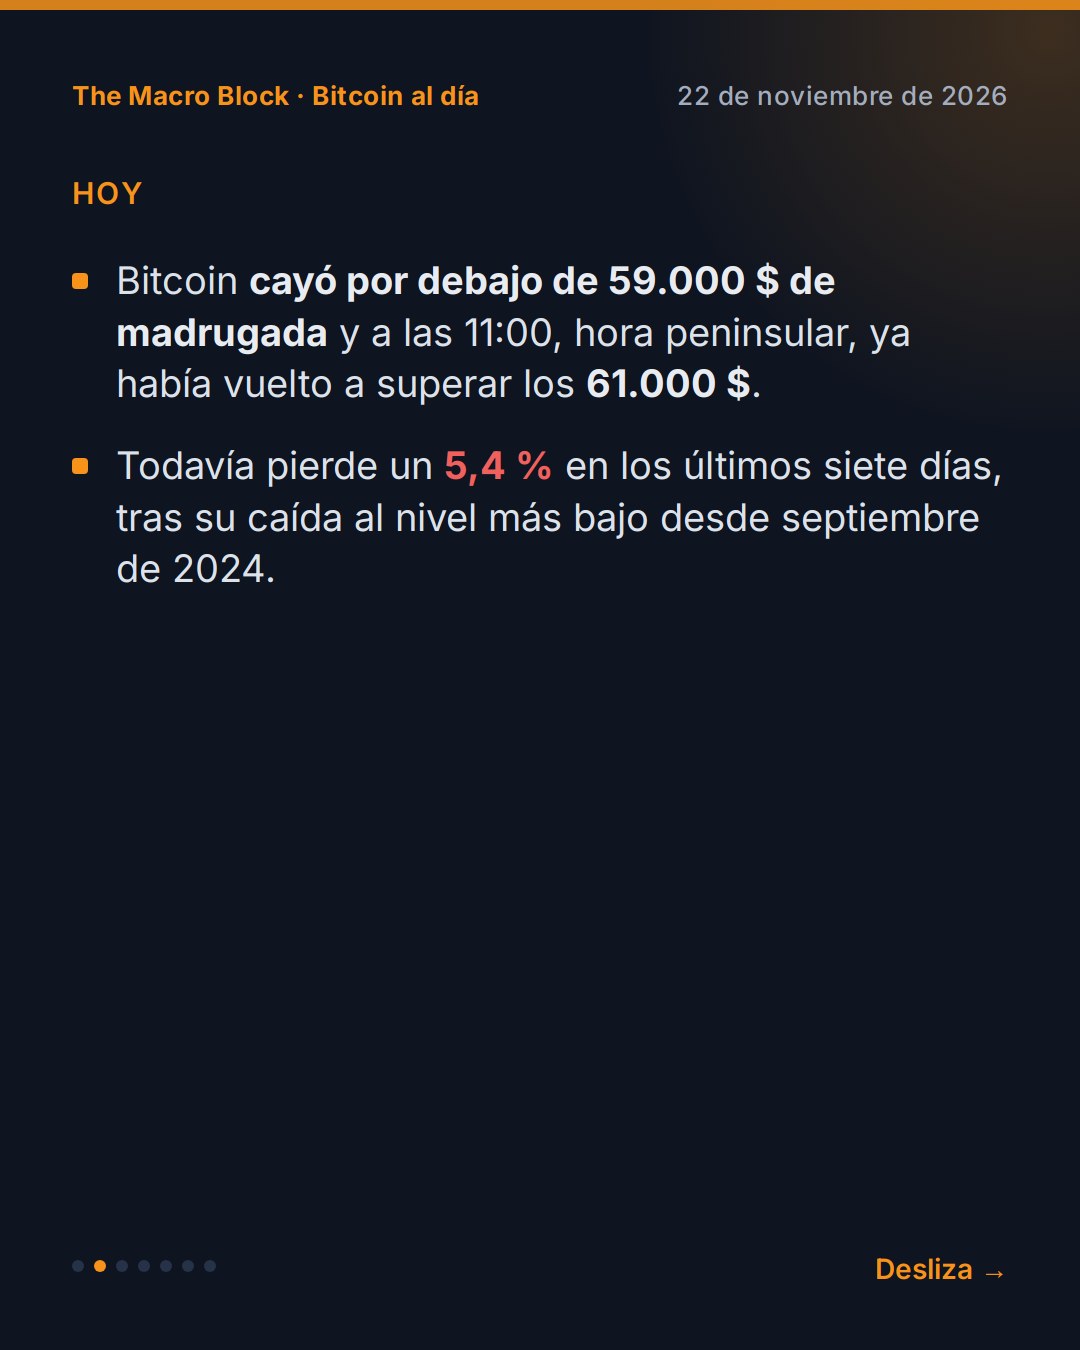 The Macro Block · Bitcoin al día
22 de noviembre de 2026
HOY
Bitcoin cayó por debajo de 59.000 $ de
madrugada y a las 11:00, hora peninsular, ya
había vuelto a superar los 61.000 $.
Todavía pierde un 5,4 % en los últimos siete días,
tras su caída al nivel más bajo desde septiembre
de 2024.
Desliza →